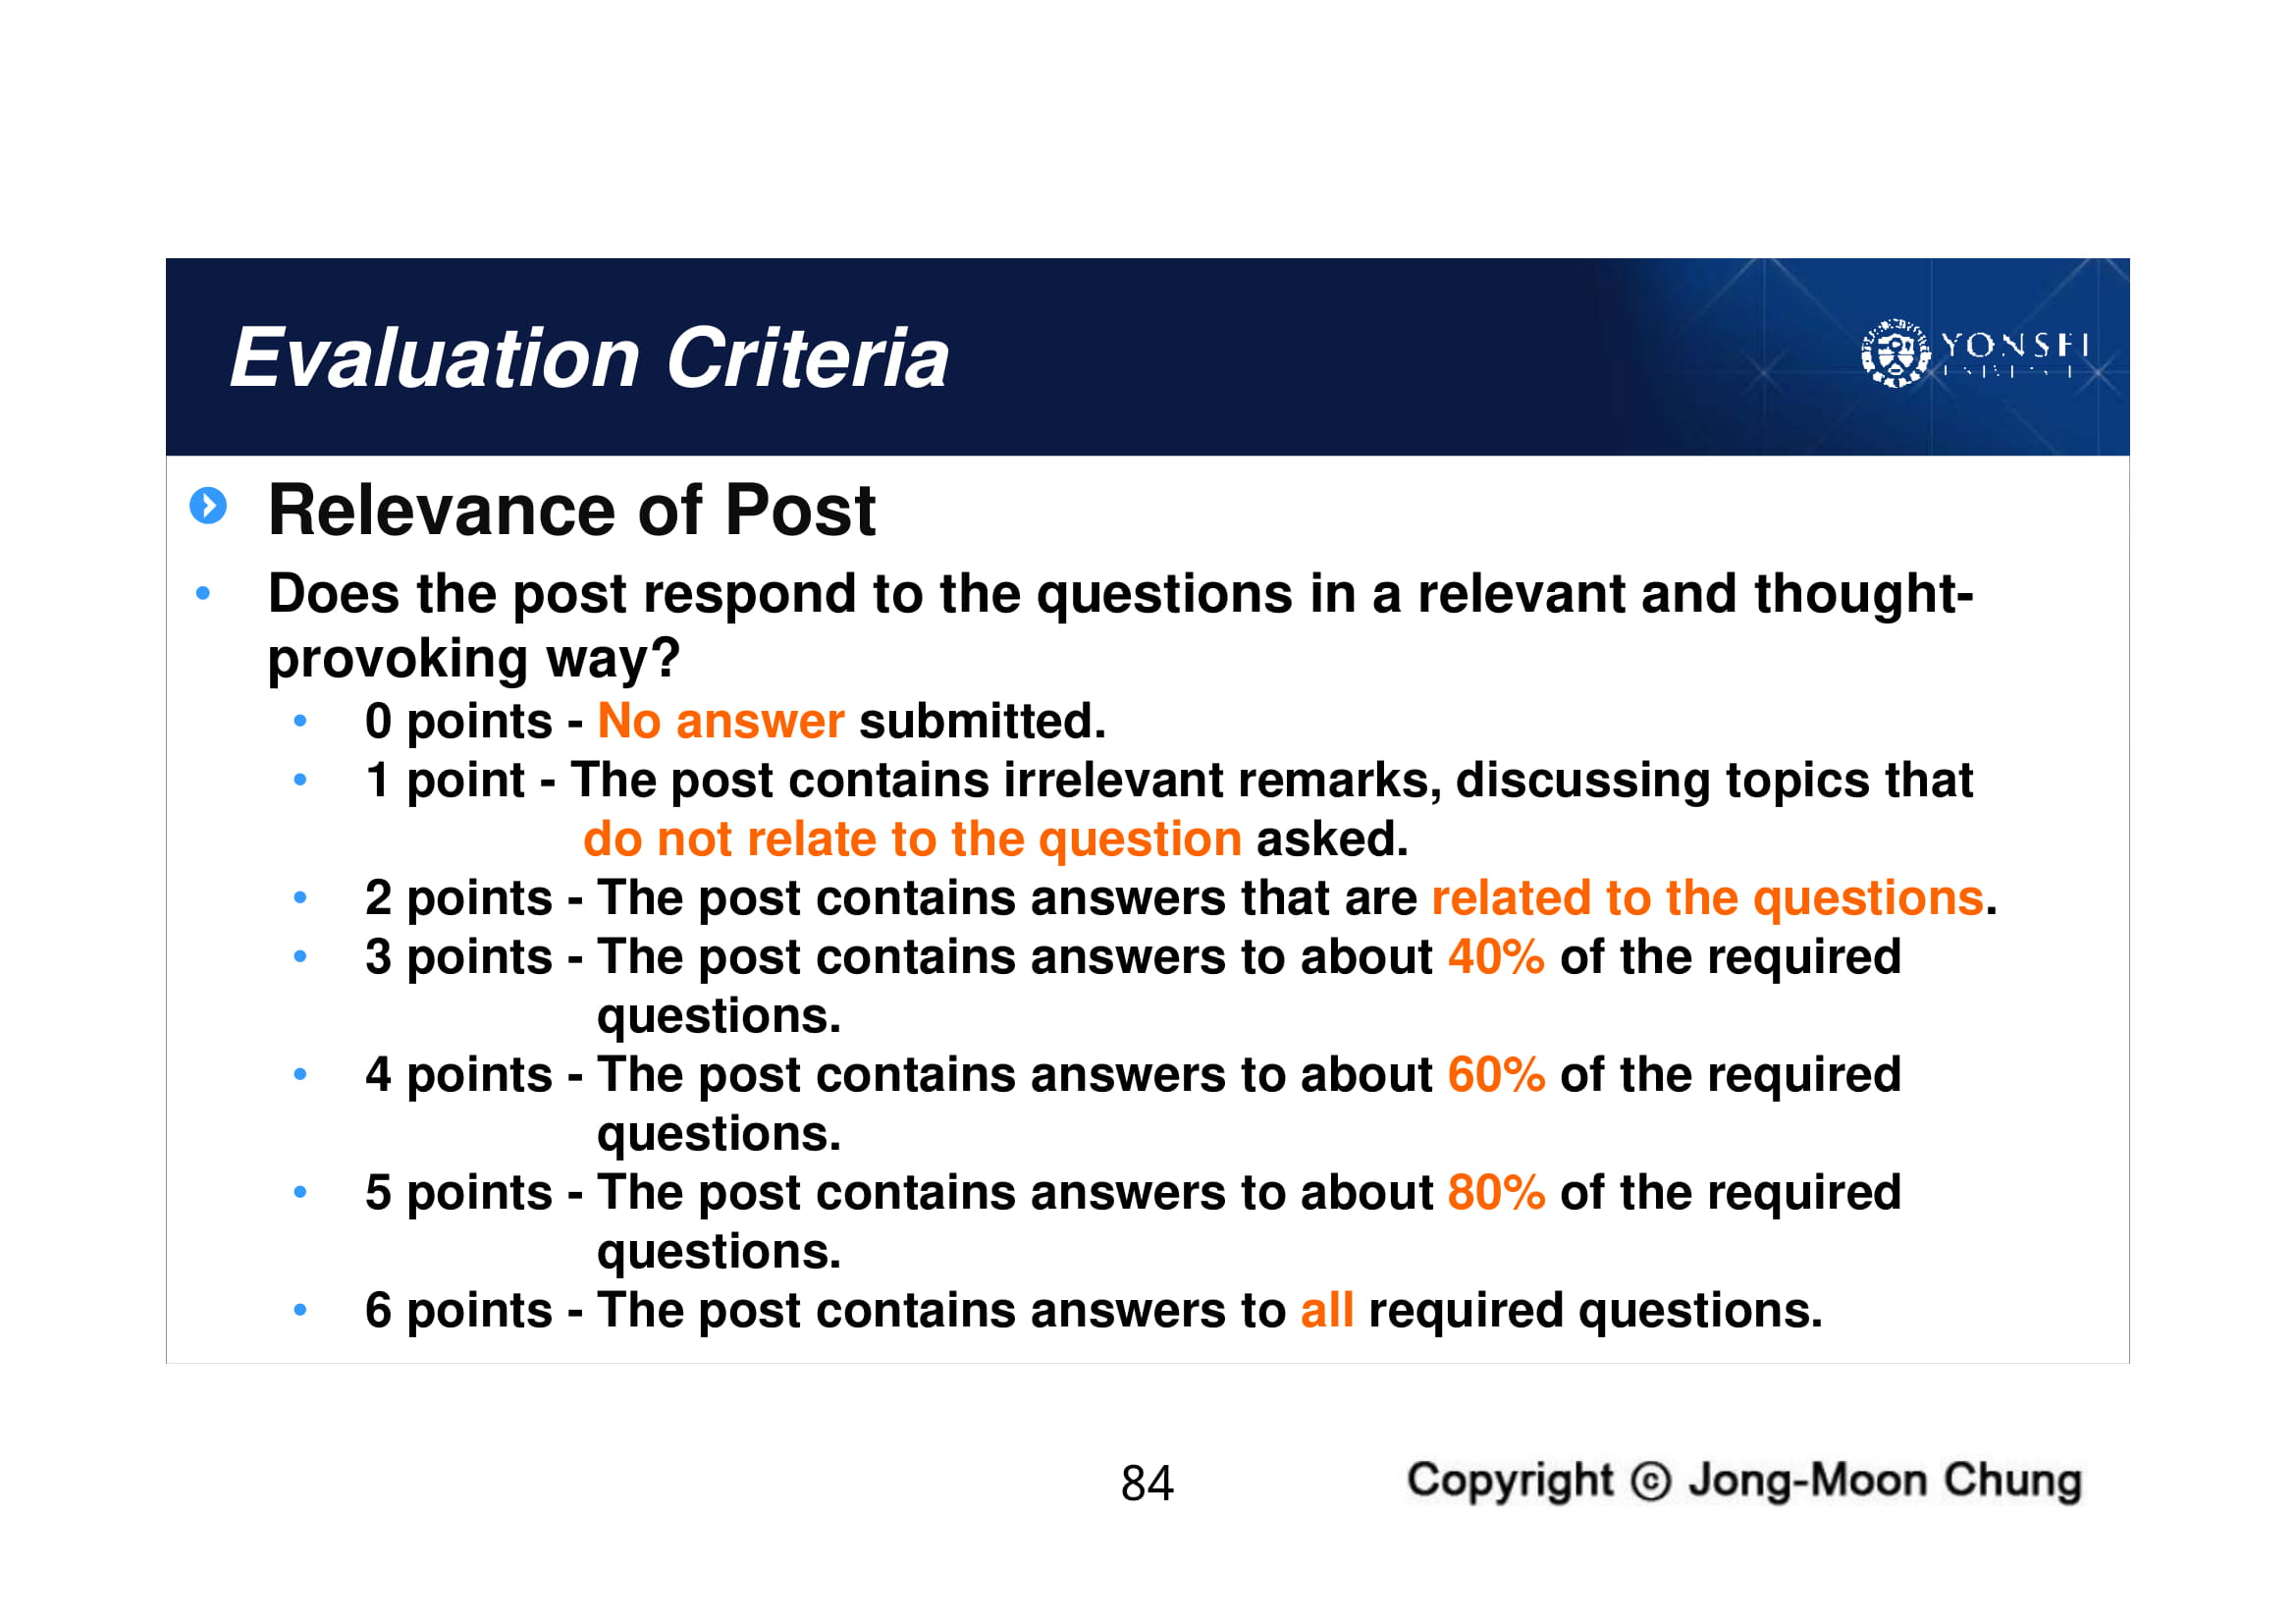 Evaluation Criteria
YONSEI
Relevance of Post
• Does the post respond to the questions in a relevant and thought-
provoking way?
• 0 points - No answer submitted.
• 1 point - The post contains irrelevant remarks, discussing topics that
do not relate to the question asked.
• 2 points - The post contains answers that are related to the questions.
• 3 points - The post contains answers to about 40% of the required
questions.
• 4 points - The post contains answers to about 60% of the required
questions.
• 5 points - The post contains answers to about 80% of the required
questions.
• 6 points - The post contains answers to all required questions.
84
Copyright ⓒ Jong-Moon Chung